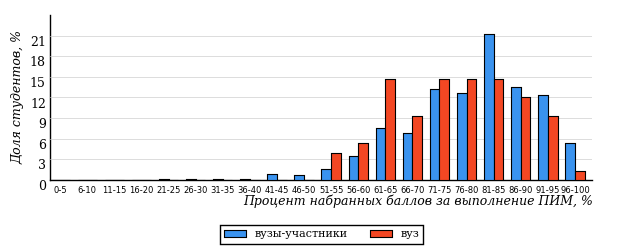 Доля студентов, %
21
18
15
12
9
6
3
0
0-5 6-10 11-15 16-20 21-25 26-30 31-35 36-40 41-45 46-50 51-55 56-60 61-65 66-70 71-75 76-80 81-85 86-90 91-95 96-100
Процент набранных баллов за выполнение ПИМ, %
вузы-участники вуз